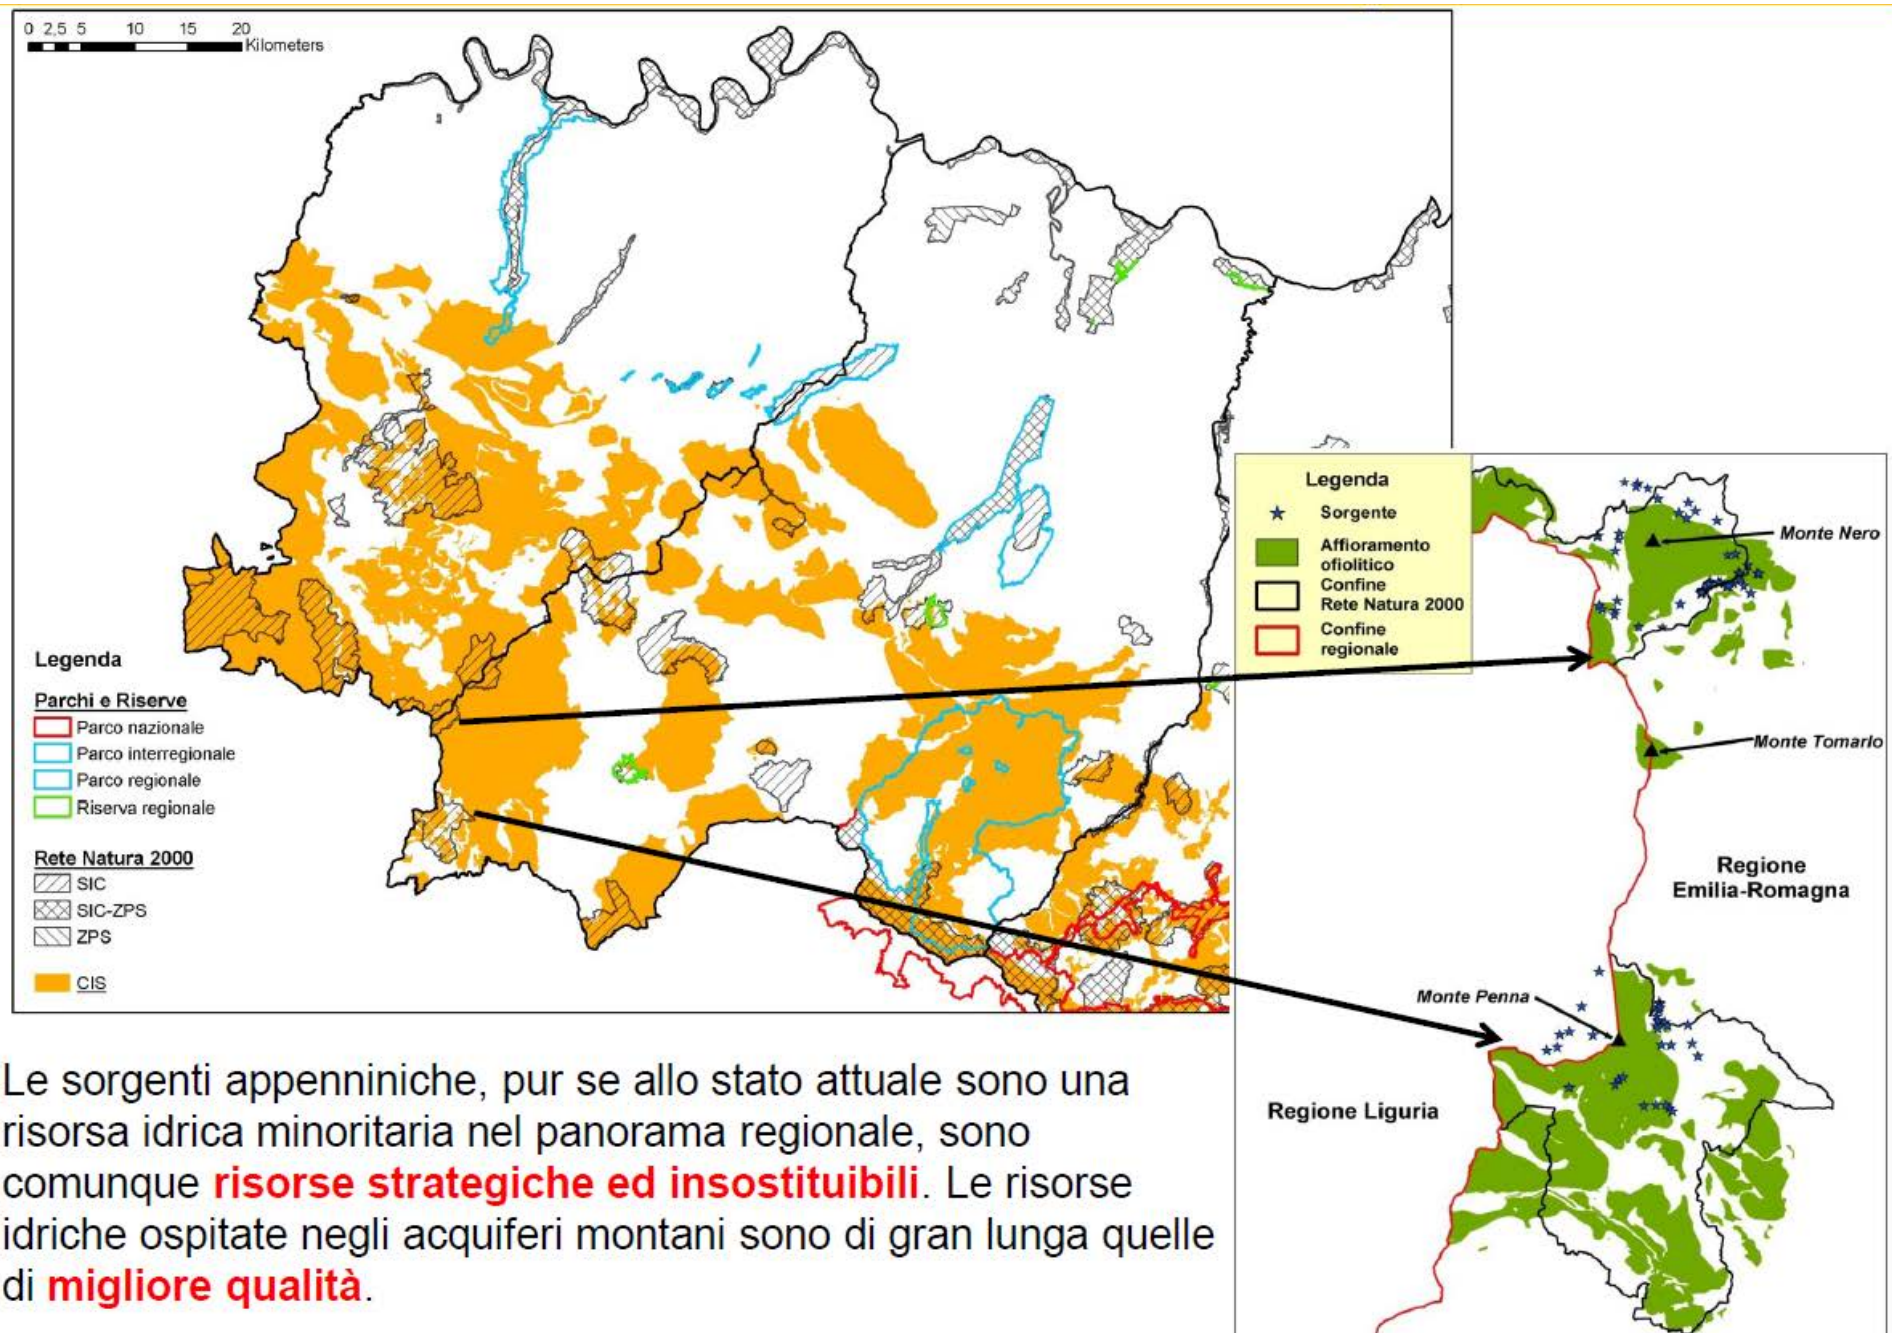 0 2,5 5 10 15 20
Kilometers
Legenda
Parchi e Riserve
Parco nazionale
Parco interregionale
Parco regionale
Riserva regionale
Rete Natura 2000
SIC
SIC-ZPS
ZPS
CIS
Legenda
Sorgente
Affioramento
ofiolitico
Confine
Rete Natura 2000
Confine
regionale
Monte Nero
Monte Tomarlo
Regione
Emilia-Romagna
Monte Penna
Regione Liguria
Le sorgenti appenniniche, pur se allo stato attuale sono una
risorsa idrica minoritaria nel panorama regionale, sono
comunque risorse strategiche ed insostituibili. Le risorse
idriche ospitate negli acquiferi montani sono di gran lunga quelle
di migliore qualità.